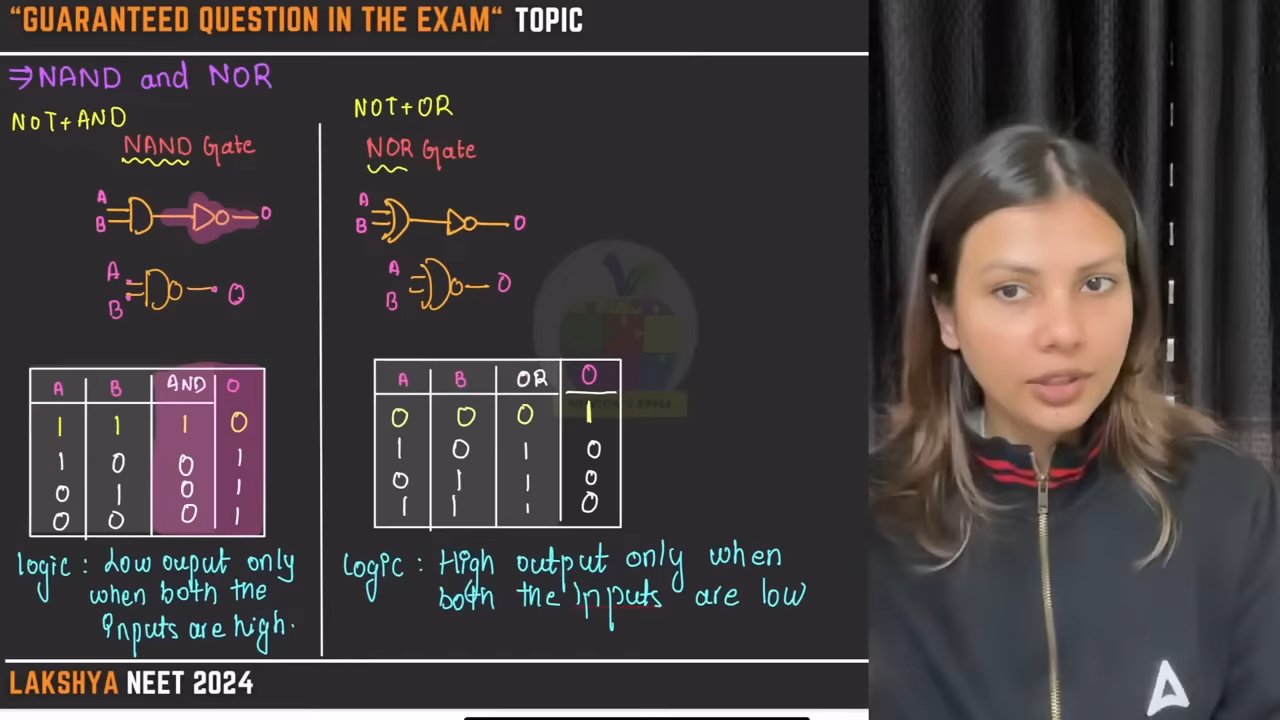 “GUARANTEED QUESTION IN THE EXAM“ TOPIC
⇒NAND and NOR
NOT+AND
NAND Gate
A
B
O
A
B
O
A B AND O
1 1 1 0
1 0 0 1
0 1 0 1
0 0 0 1
logic : Low ouput only
when both the
Inputs are high.
NOT+OR
NOR Gate
A
B
O
A
B
O
A B OR O
0 0 0 1
1 0 1 0
0 1 1 0
1 1 1 0
Logic : High output only when
both the Inputs are low
LAKSHYA NEET 2024